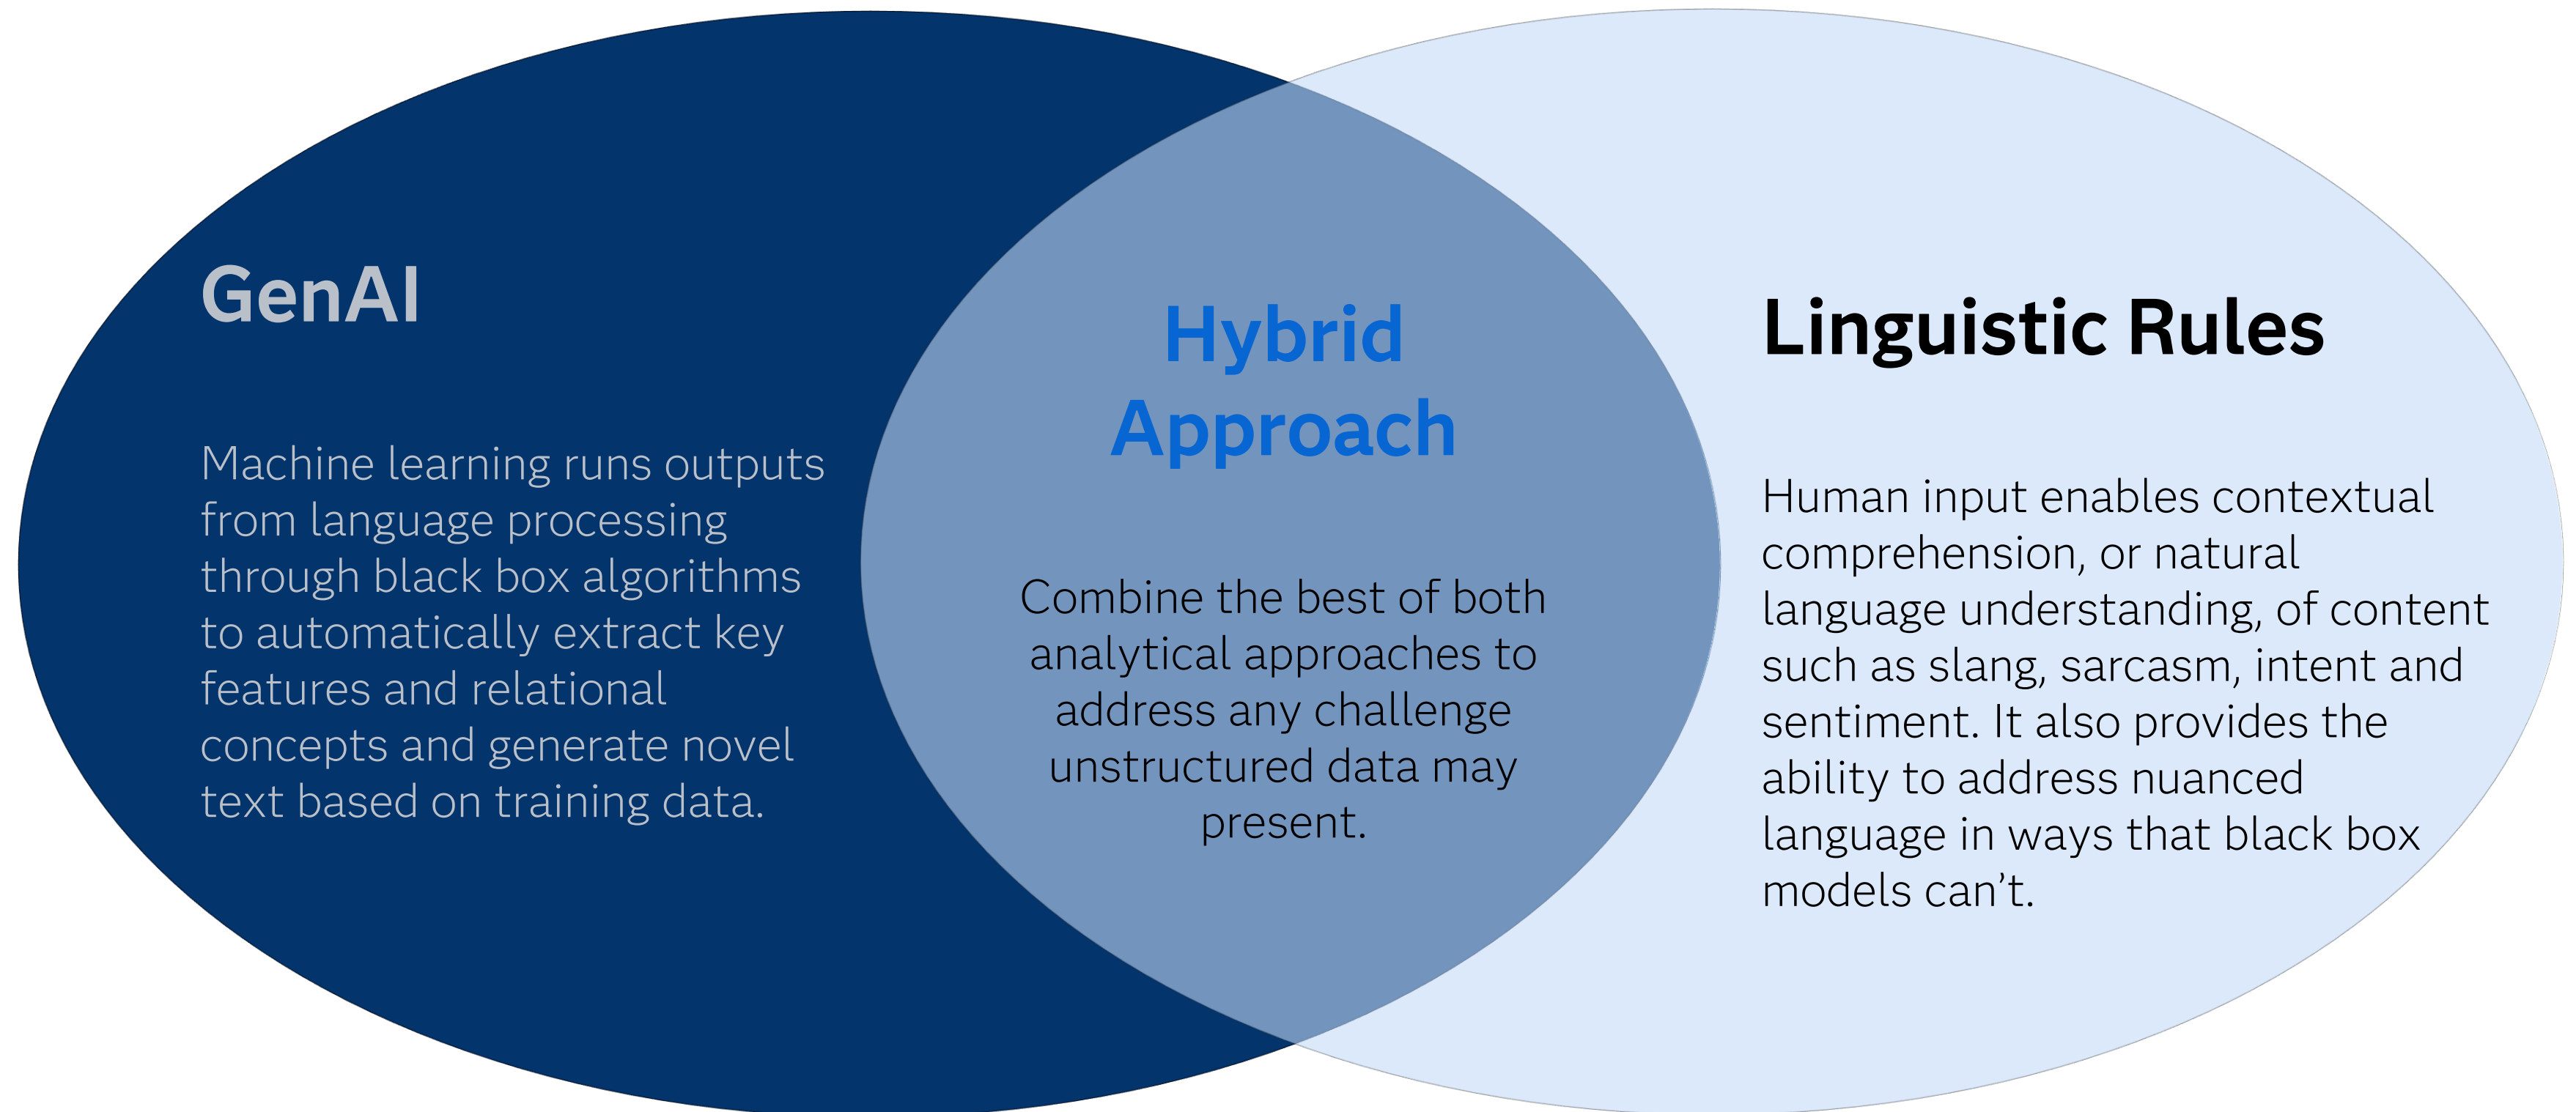 GenAI
Machine learning runs outputs
from language processing
through black box algorithms
to automatically extract key
features and relational
concepts and generate novel
text based on training data.
Hybrid
Approach
Combine the best of both
analytical approaches to
address any challenge
unstructured data may
present.
Linguistic Rules
Human input enables contextual
comprehension, or natural
language understanding, of content
such as slang, sarcasm, intent and
sentiment. It also provides the
ability to address nuanced
language in ways that black box
models can’t.